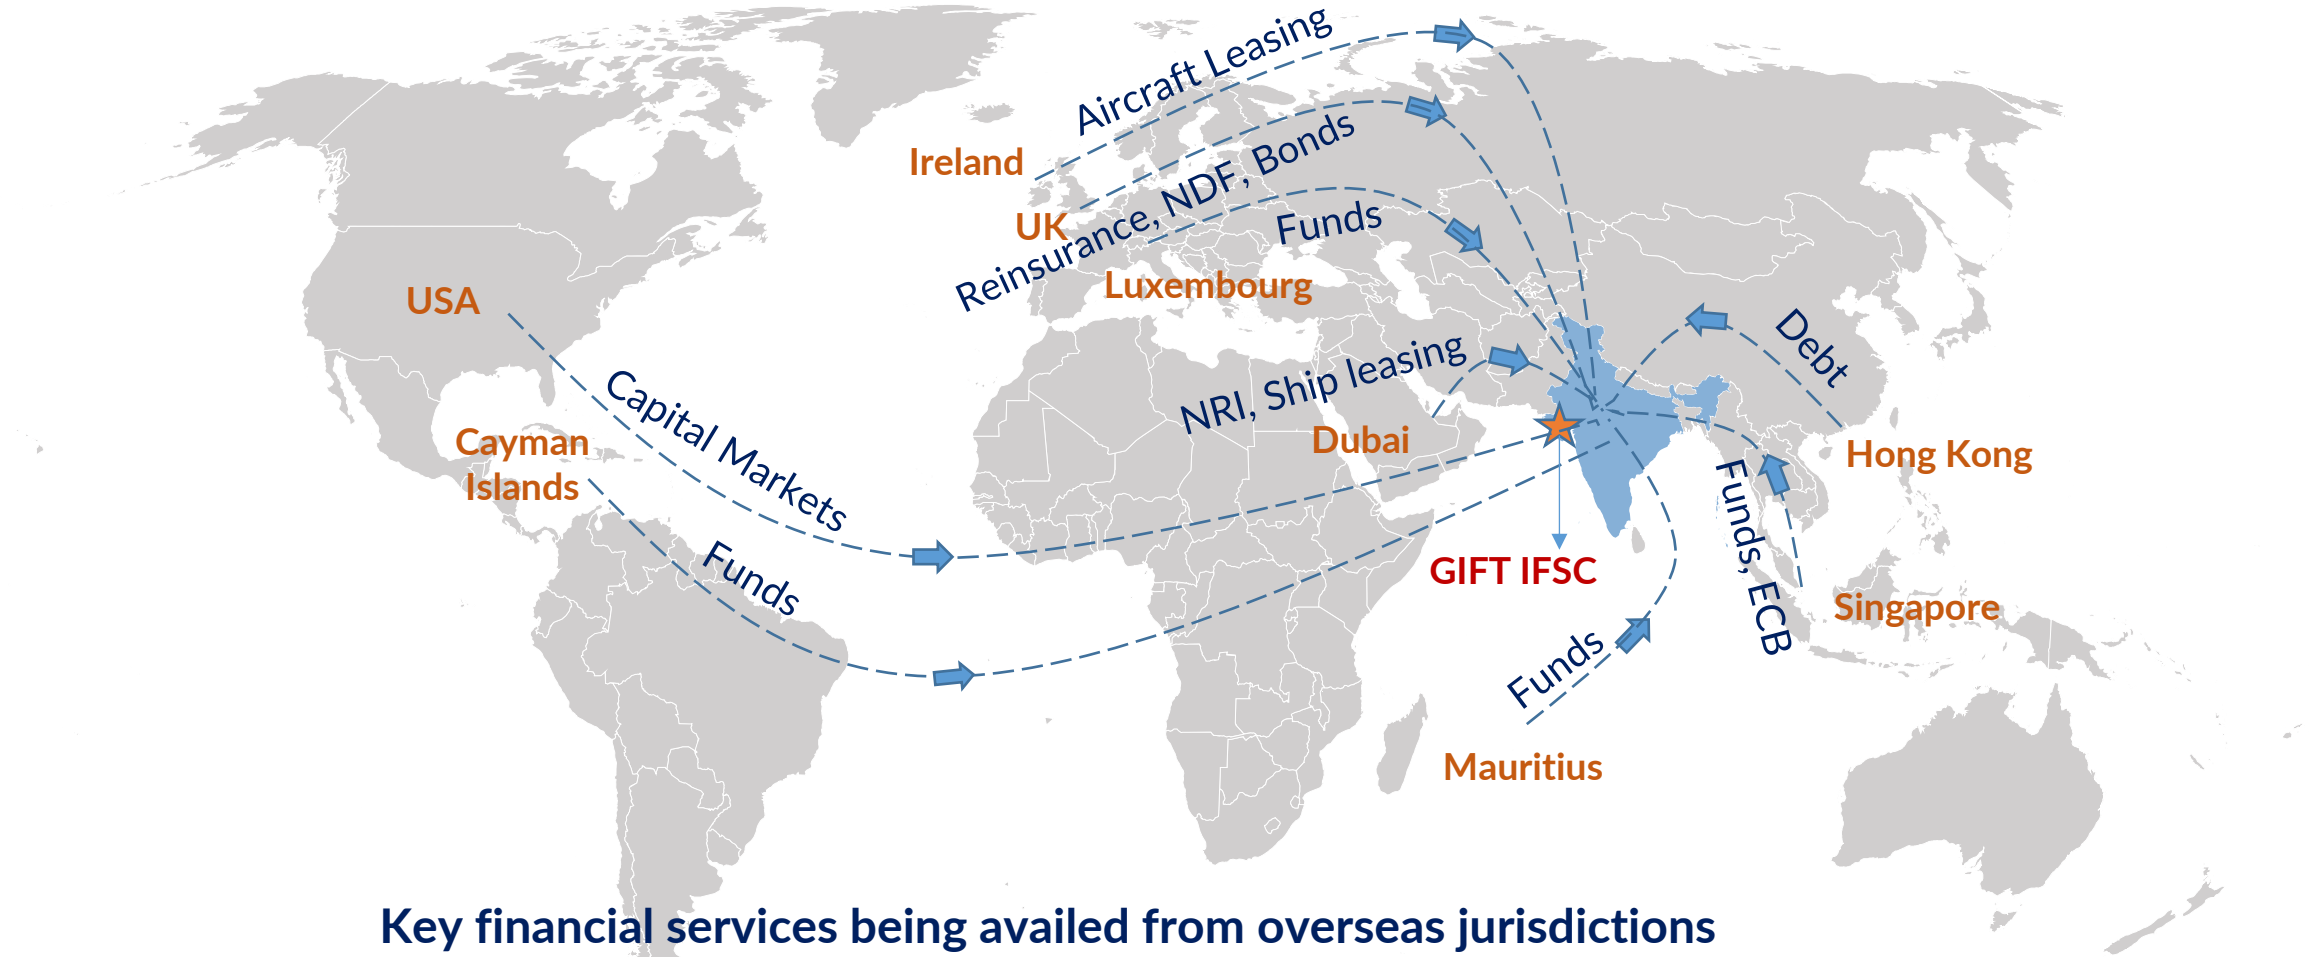 Aircraft Leasing
Ireland
Reinsurance, NDF, Bonds
UK
Funds
Luxembourg
USA
Capital Markets
NRI, Ship leasing
Debt
Cayman
Islands
Dubai
Hong Kong
Funds
GIFT IFSC
Funds, ECB
Singapore
Funds
Mauritius
Key financial services being availed from overseas jurisdictions